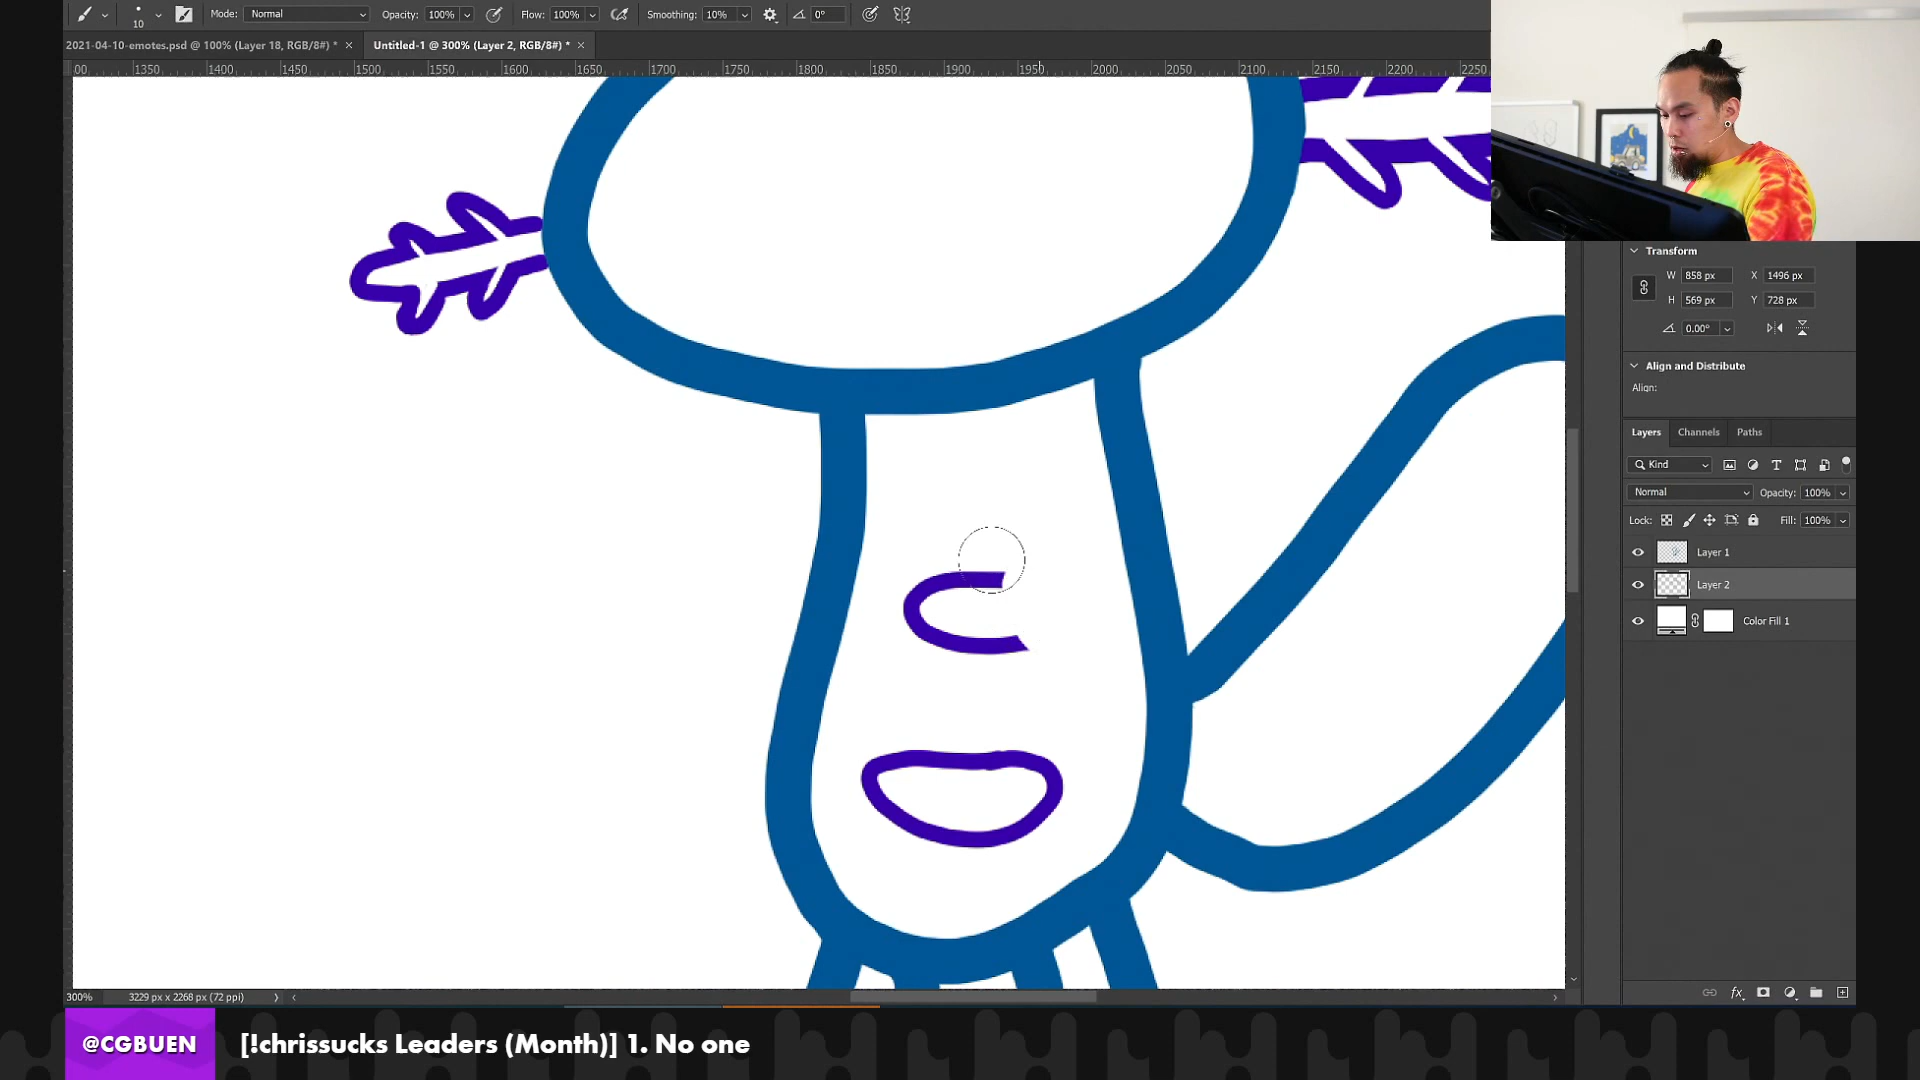 10 Mode: Normal Opacity: 100% Flow: 100% Smoothing: 10% 0°
2021-04-10-emotes.psd @ 100% (Layer 18, RGB/8#) * × Untitled-1 @ 300% (Layer 2, RGB/8#) * ×
00 1350 1400 1450 1500 1550 1600 1650 1700 1750 1800 1850 1900 1950 2000 2050 2100 2150 2200 2250
Transform
W 858 px X 1496 px
H 569 px Y 728 px
0.00°
Align and Distribute
Align:
Layers Channels Paths
Kind
Normal Opacity: 100%
Lock: Fill: 100%
Layer 1
Layer 2
Color Fill 1
fx
300% 3229 px x 2268 px (72 ppi)
@CGBUEN [!chrissucks Leaders (Month)] 1. No one